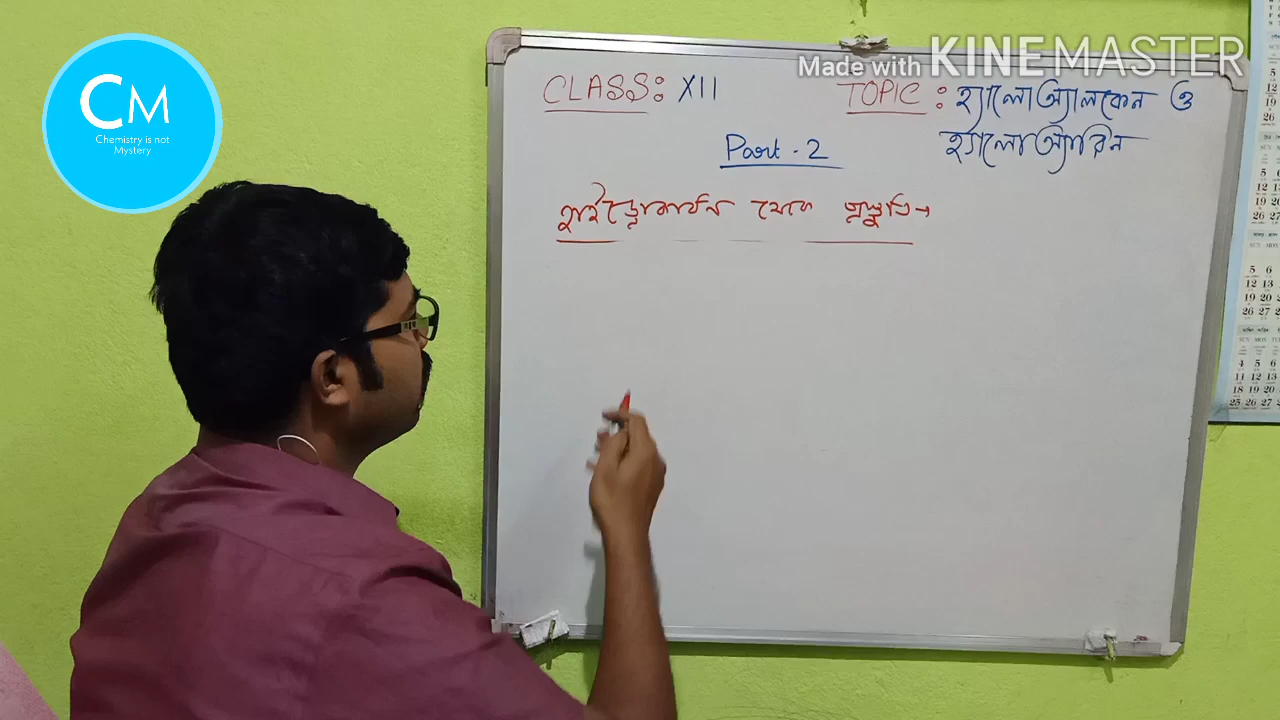 CM
Chemistry is not
Mystery
Made with KINEMASTER
CLASS: XII
TOPIC: হ্যালোঅ্যালকেন ও
হ্যালোঅ্যারিন
Part - 2
হাইড্রোকার্বন থেকে প্রস্তুতি→